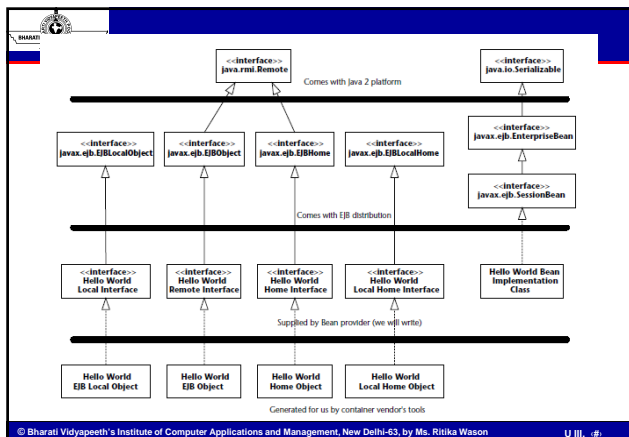 BHARATI
<<interface>>
java.rmi.Remote
<<interface>>
java.io.Serializable
Comes with Java 2 platform
<<interface>>
javax.ejb.EJBLocalObject
<<interface>>
javax.ejb.EJBObject
<<interface>>
javax.ejb.EJBHome
<<interface>>
javax.ejb.EJBLocalHome
<<interface>>
javax.ejb.EnterpriseBean
<<interface>>
javax.ejb.SessionBean
Comes with EJB distribution
<<interface>>
Hello World
Local Interface
<<interface>>
Hello World
Remote Interface
<<interface>>
Hello World
Home Interface
<<interface>>
Hello World
Local Home Interface
Hello World Bean
Implementation
Class
Supplied by Bean provider (we will write)
Hello World
EJB Local Object
Hello World
EJB Object
Hello World
Home Object
Hello World
Local Home Object
Generated for us by container vendor's tools
© Bharati Vidyapeeth's Institute of Computer Applications and Management, New Delhi-63, by Ms. Ritika Wason
U III. ‹#›